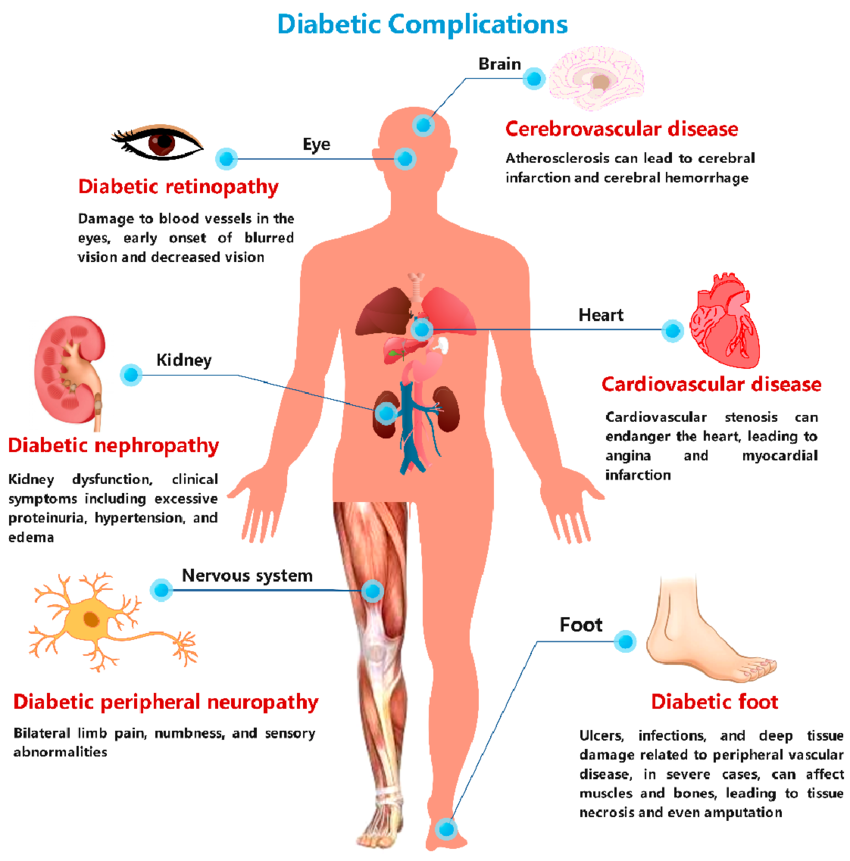 Diabetic Complications
Brain
Cerebrovascular disease
Atherosclerosis can lead to cerebral
infarction and cerebral hemorrhage
Eye
Diabetic retinopathy
Damage to blood vessels in the
eyes, early onset of blurred
vision and decreased vision
Heart
Cardiovascular disease
Cardiovascular stenosis can
endanger the heart, leading to
angina and myocardial
infarction
Kidney
Diabetic nephropathy
Kidney dysfunction, clinical
symptoms including excessive
proteinuria, hypertension, and
edema
Nervous system
Diabetic peripheral neuropathy
Bilateral limb pain, numbness, and sensory
abnormalities
Foot
Diabetic foot
Ulcers, infections, and deep tissue
damage related to peripheral vascular
disease, in severe cases, can affect
muscles and bones, leading to tissue
necrosis and even amputation